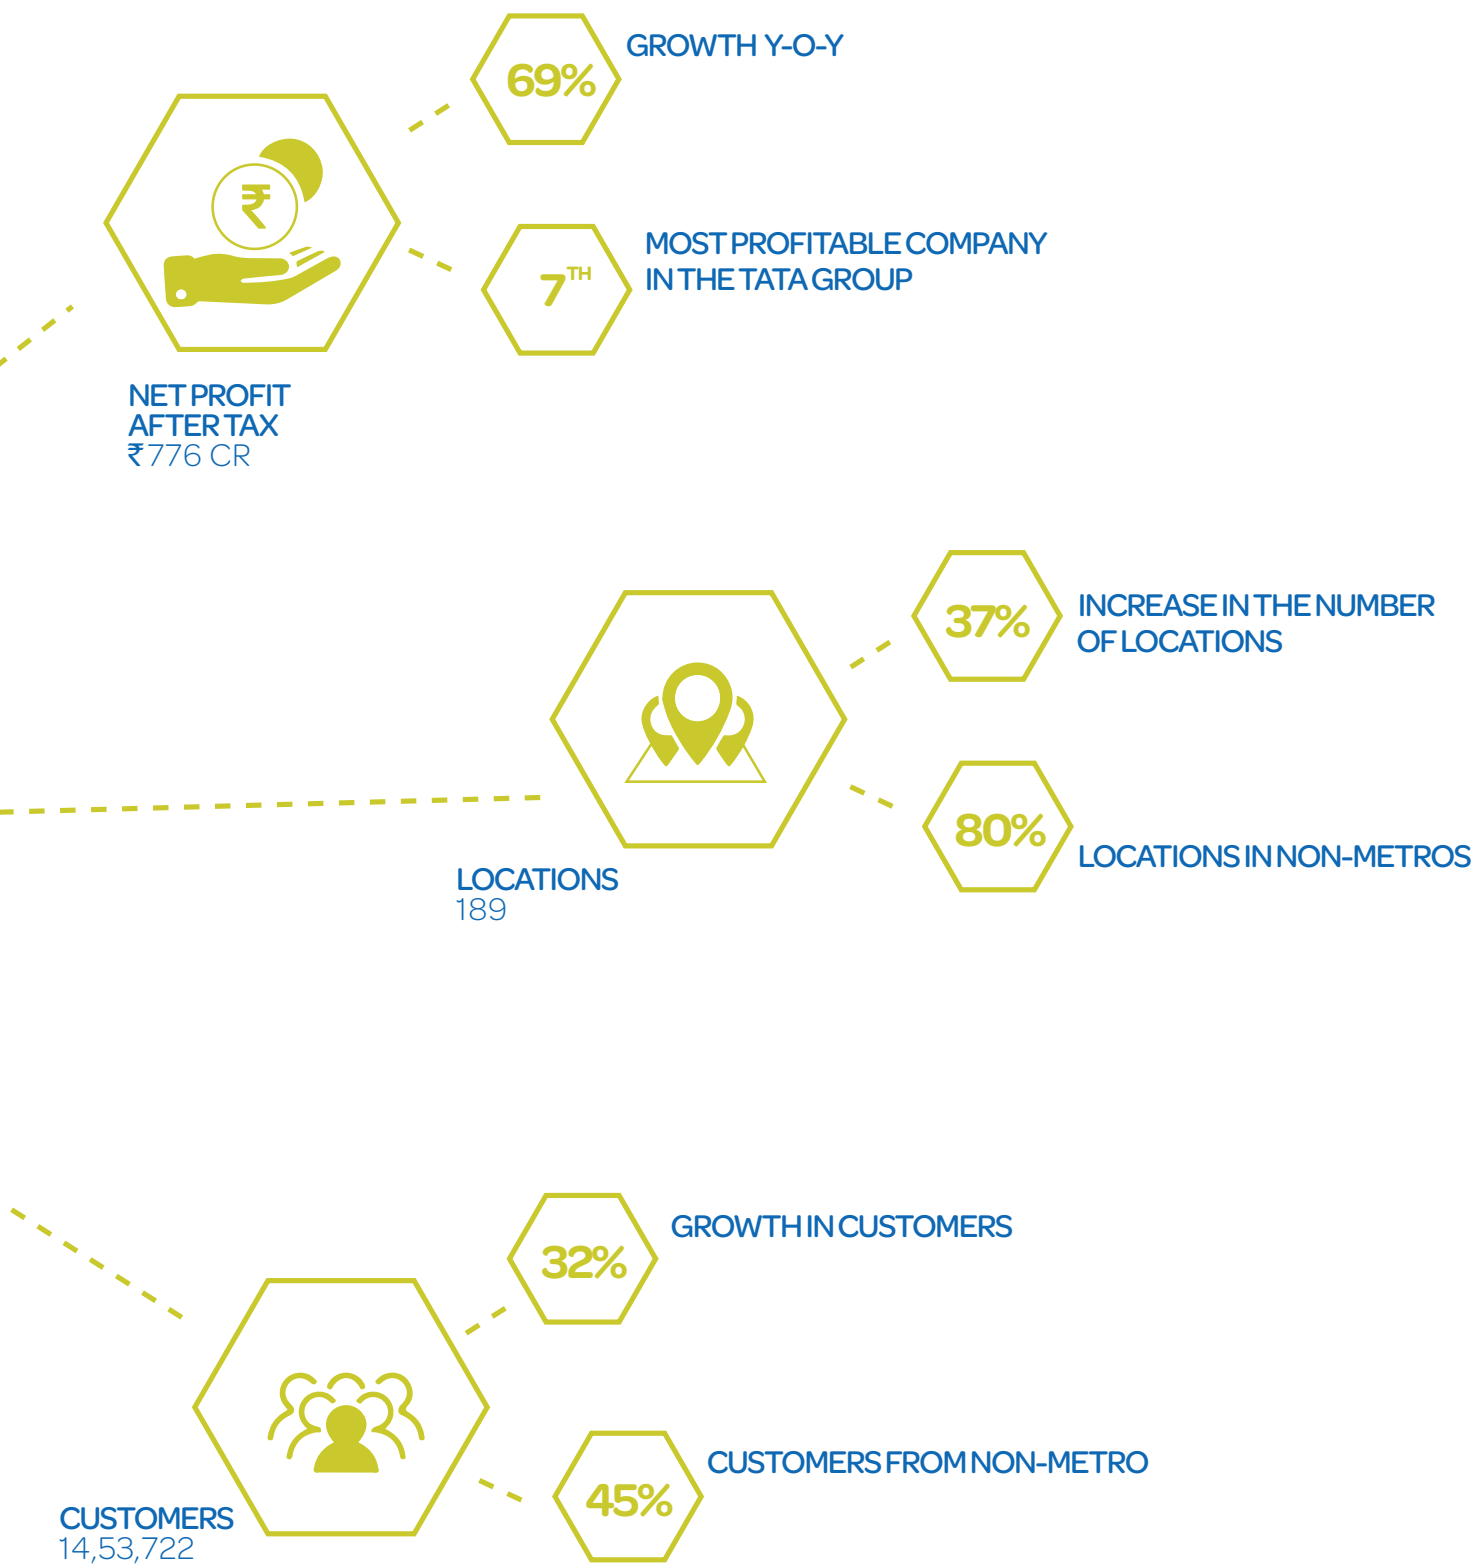 69%
GROWTH Y-O-Y
₹
7TH
MOST PROFITABLE COMPANY
IN THE TATA GROUP
NET PROFIT
AFTER TAX
₹776 CR
37%
INCREASE IN THE NUMBER
OF LOCATIONS
80%
LOCATIONS IN NON-METROS
LOCATIONS
189
32%
GROWTH IN CUSTOMERS
45%
CUSTOMERS FROM NON-METRO
CUSTOMERS
14,53,722